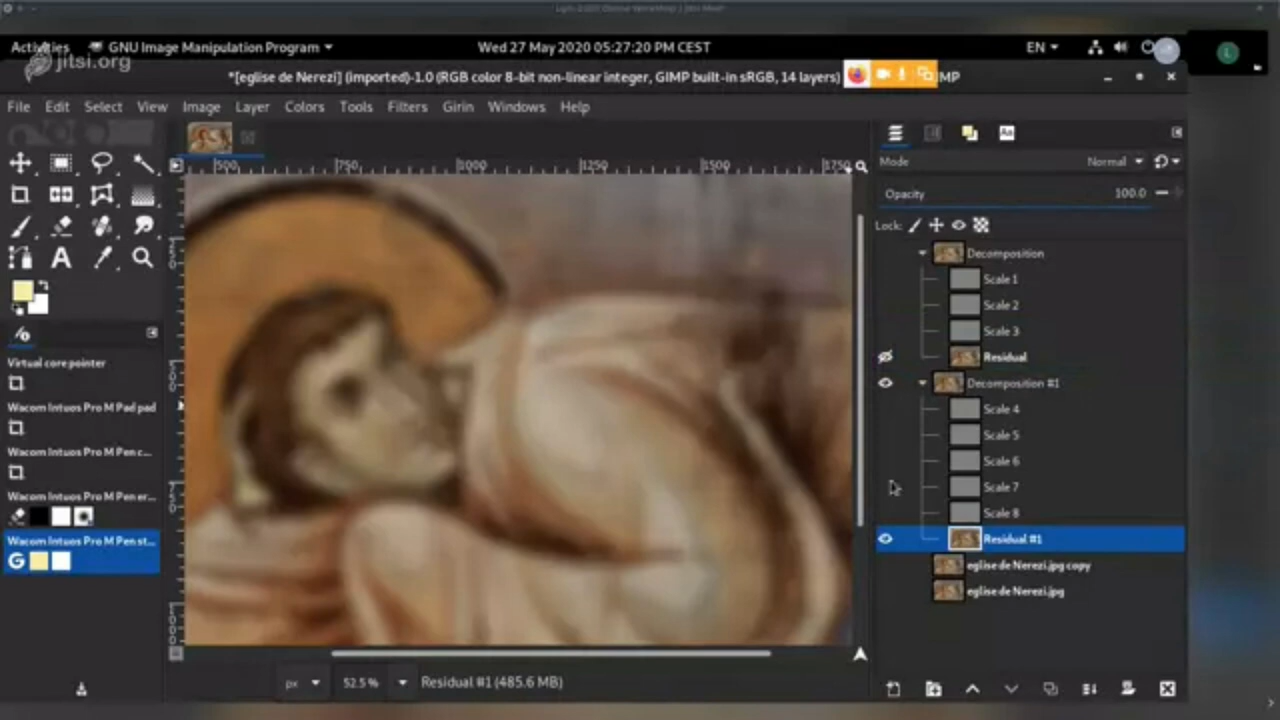 Activities GNU Image Manipulation Program Wed 27 May 2020 05:27:20 PM CEST EN L
jitsi.org
*[eglise de Nerezi] (imported)-1.0 (RGB color 8-bit non-linear integer, GIMP built-in sRGB, 14 layers) MP
File Edit Select View Image Layer Colors Tools Filters Girin Windows Help
Mode Normal
500 750 1000 1250 1500 1750
Opacity 100.0
Lock:
Decomposition
Scale 1
Scale 2
Scale 3
Residual
Decomposition #1
Scale 4
Scale 5
Scale 6
Scale 7
Scale 8
Residual #1
eglise de Nerezi.jpg copy
eglise de Nerezi.jpg
Virtual core pointer
Wacom Intuos Pro M Pad pad
Wacom Intuos Pro M Pen c...
Wacom Intuos Pro M Pen er...
Wacom Intuos Pro M Pen st...
px 52.5 % Residual #1 (485.6 MB)